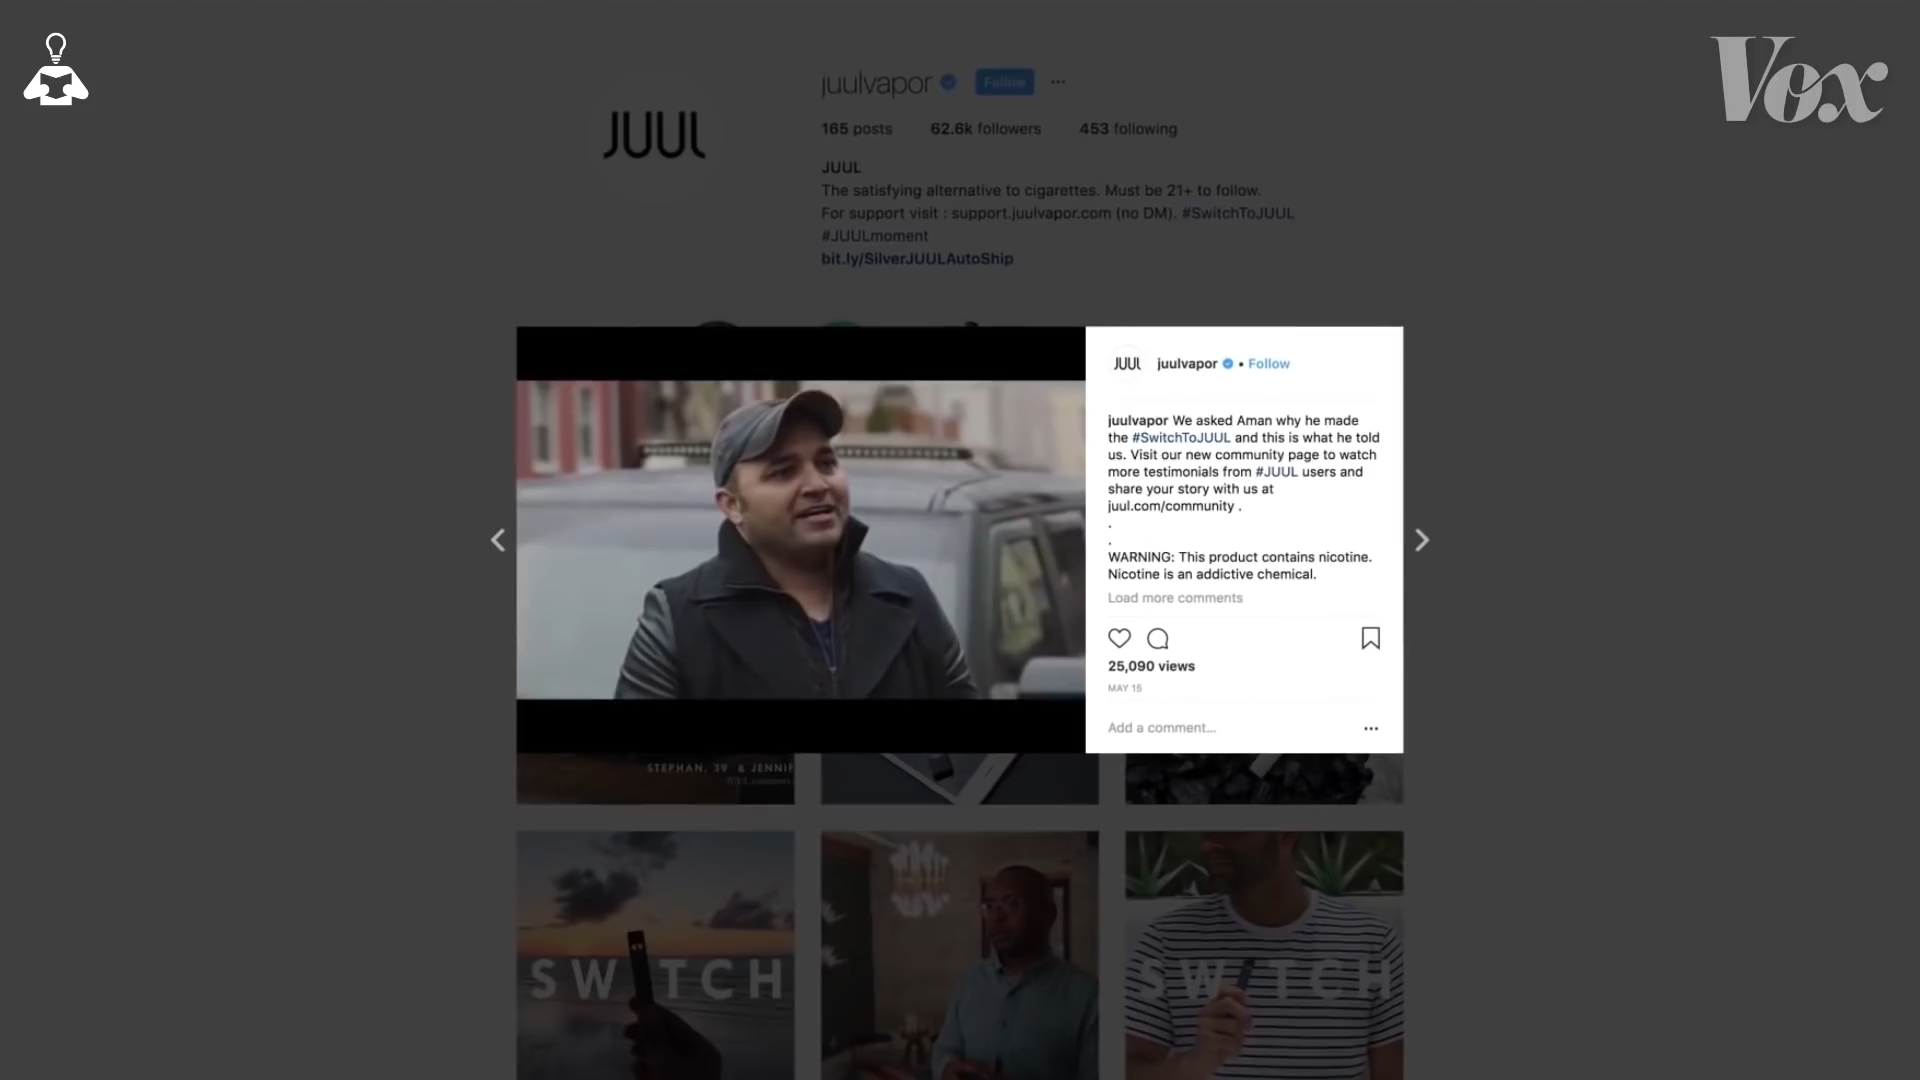 Vox
juulvapor Follow ...
JUUL
165 posts 62.6k followers 453 following
JUUL
The satisfying alternative to cigarettes. Must be 21+ to follow.
For support visit : support.juulvapor.com (no DM). #SwitchToJUUL
#JUULmoment
bit.ly/SilverJUULAutoShip
JUUL juulvapor • Follow
juulvapor We asked Aman why he made
the #SwitchToJUUL and this is what he told
us. Visit our new community page to watch
more testimonials from #JUUL users and
share your story with us at
juul.com/community .
.
.
WARNING: This product contains nicotine.
Nicotine is an addictive chemical.
Load more comments
25,090 views
MAY 15
Add a comment... ...
STEPHAN, 39 & JENNIF
SW TCH
SW TCH